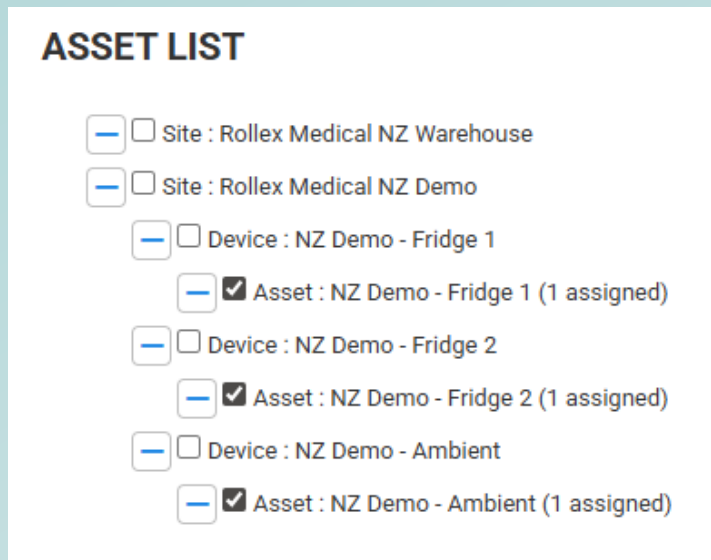 ASSET LIST
Site : Rollex Medical NZ Warehouse
Site : Rollex Medical NZ Demo
Device : NZ Demo - Fridge 1
Asset : NZ Demo - Fridge 1 (1 assigned)
Device : NZ Demo - Fridge 2
Asset : NZ Demo - Fridge 2 (1 assigned)
Device : NZ Demo - Ambient
Asset : NZ Demo - Ambient (1 assigned)